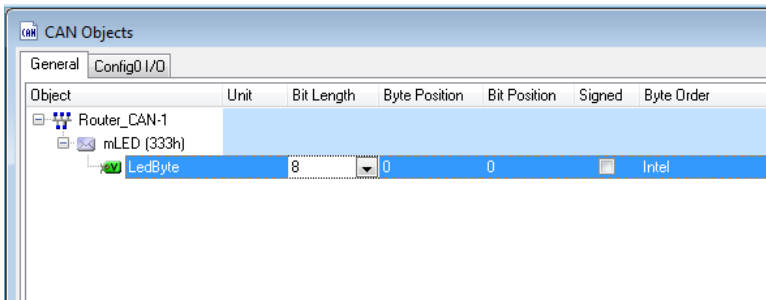 CAN CAN Objects
General Config0 I/O
Object Unit Bit Length Byte Position Bit Position Signed Byte Order
Router_CAN-1
mLED (333h)
LedByte 8 0 0 Intel